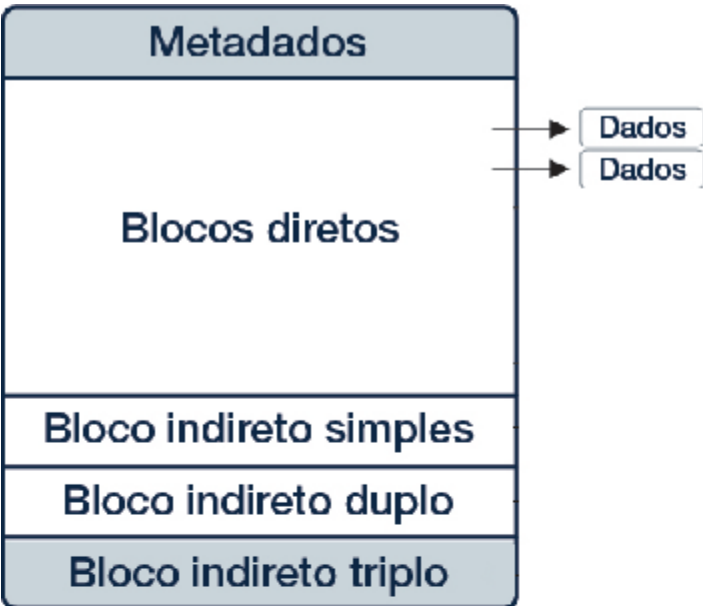 Metadados
Dados
Dados
Blocos diretos
Bloco indireto simples
Bloco indireto duplo
Bloco indireto triplo